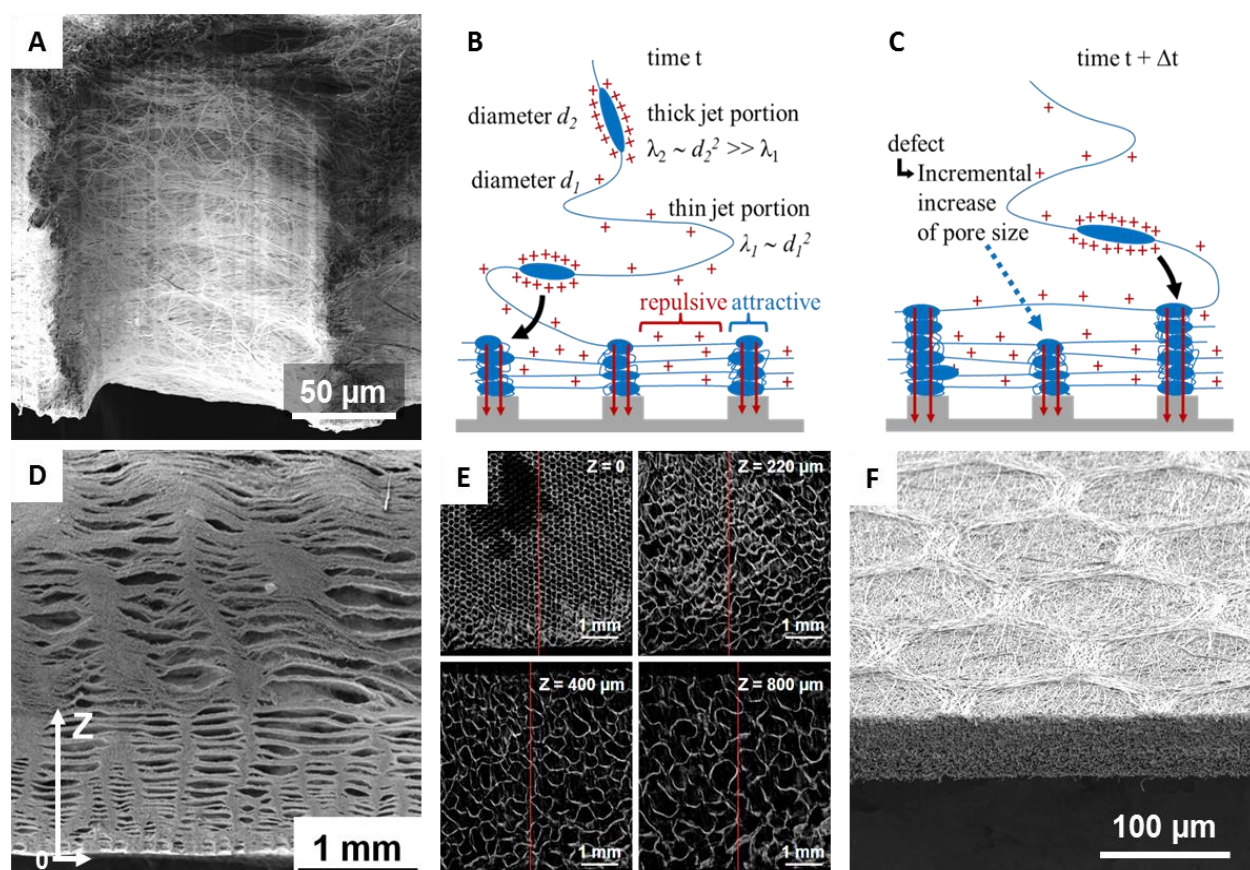 A
50 µm
B
time t
diameter d₂
thick jet portion
λ₂ ~ d₂² >> λ₁
diameter d₁
thin jet portion
λ₁ ~ d₁²
repulsive attractive
C
time t + Δt
defect
Incremental
increase
of pore size
D
Z
0
1 mm
E
Z = 0
1 mm
Z = 220 µm
1 mm
Z = 400 µm
1 mm
Z = 800 µm
1 mm
F
100 µm